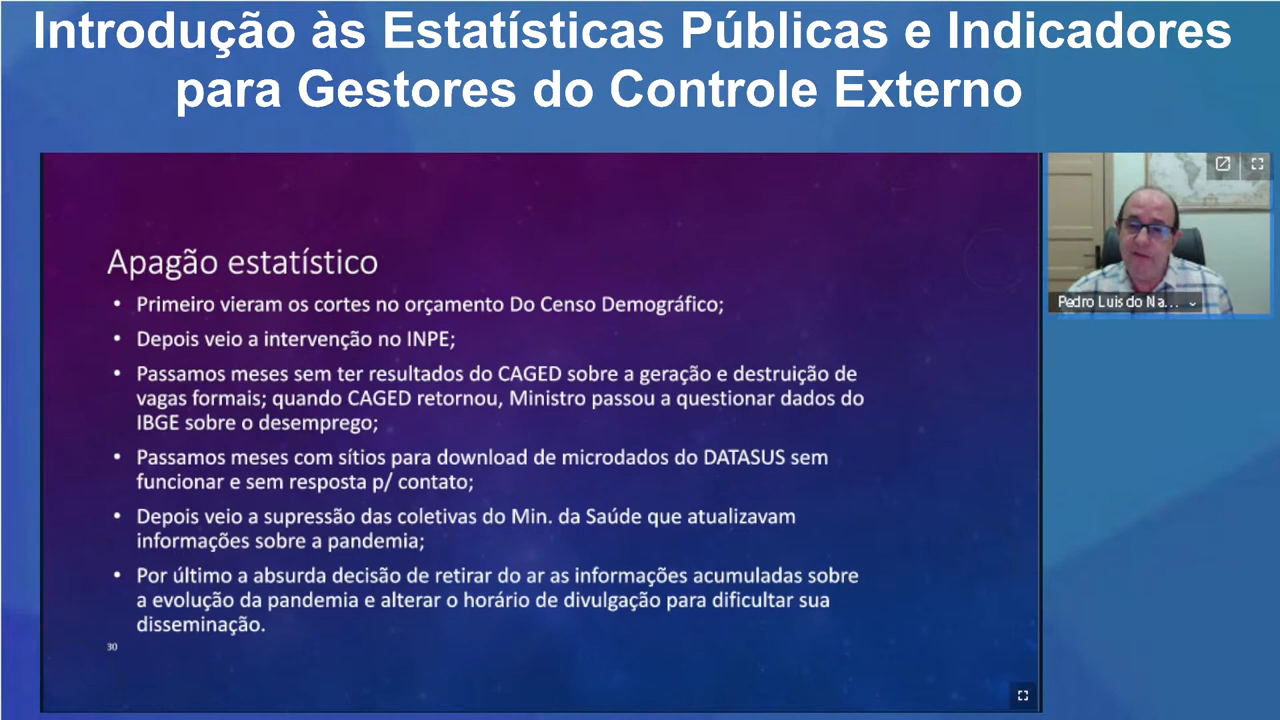 Introdução às Estatísticas Públicas e Indicadores
para Gestores do Controle Externo
Apagão estatístico
• Primeiro vieram os cortes no orçamento Do Censo Demográfico;
• Depois veio a intervenção no INPE;
• Passamos meses sem ter resultados do CAGED sobre a geração e destruição de
vagas formais; quando CAGED retornou, Ministro passou a questionar dados do
IBGE sobre o desemprego;
• Passamos meses com sítios para download de microdados do DATASUS sem
funcionar e sem resposta p/ contato;
• Depois veio a supressão das coletivas do Min. da Saúde que atualizavam
informações sobre a pandemia;
• Por último a absurda decisão de retirar do ar as informações acumuladas sobre
a evolução da pandemia e alterar o horário de divulgação para dificultar sua
disseminação.
30
Pedro Luis do Na...